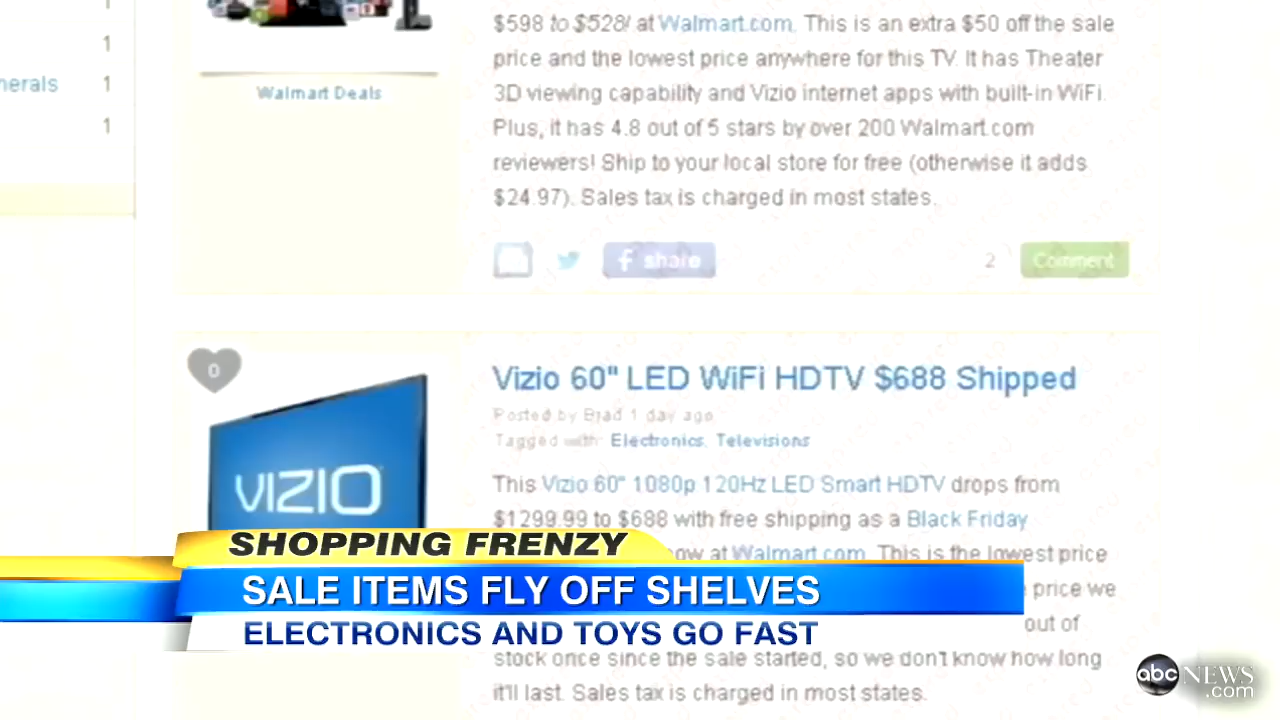 1
1
nerals 1
1
Walmart Deals
$598 to $528! at Walmart.com. This is an extra $50 off the sale
price and the lowest price anywhere for this TV. It has Theater
3D viewing capability and Vizio internet apps with built-in WiFi.
Plus, it has 4.8 out of 5 stars by over 200 Walmart.com
reviewers! Ship to your local store for free (otherwise it adds
$24.97). Sales tax is charged in most states.
f share
2
Comment
0
VIZIO
Vizio 60" LED WiFi HDTV $688 Shipped
Posted by Brad 1 day ago
Tagged with: Electronics, Televisions
This Vizio 60" 1080p 120Hz LED Smart HDTV drops from
$1299.99 to $688 with free shipping as a Black Friday
now at Walmart.com. This is the lowest price
price we
out of
stock once since the sale started, so we don't know how long
it'll last. Sales tax is charged in most states.
SHOPPING FRENZY
SALE ITEMS FLY OFF SHELVES
ELECTRONICS AND TOYS GO FAST
abc NEWS
.com